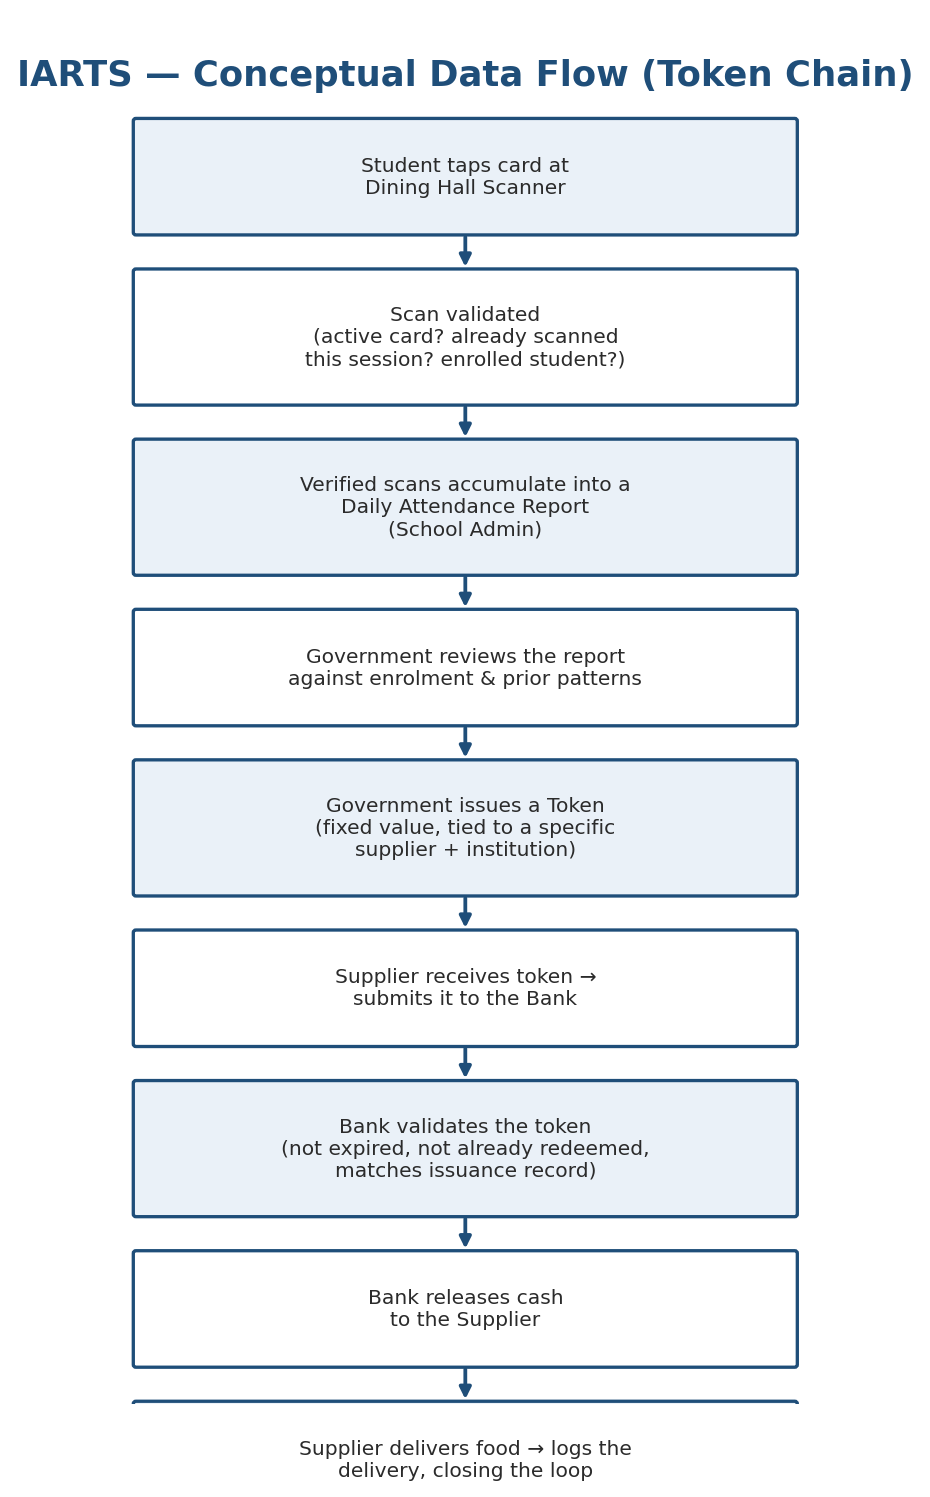 IARTS — Conceptual Data Flow (Token Chain)
Student taps card at
Dining Hall Scanner
Scan validated
(active card? already scanned
this session? enrolled student?)
Verified scans accumulate into a
Daily Attendance Report
(School Admin)
Government reviews the report
against enrolment & prior patterns
Government issues a Token
(fixed value, tied to a specific
supplier + institution)
Supplier receives token →
submits it to the Bank
Bank validates the token
(not expired, not already redeemed,
matches issuance record)
Bank releases cash
to the Supplier
Supplier delivers food → logs the
delivery, closing the loop